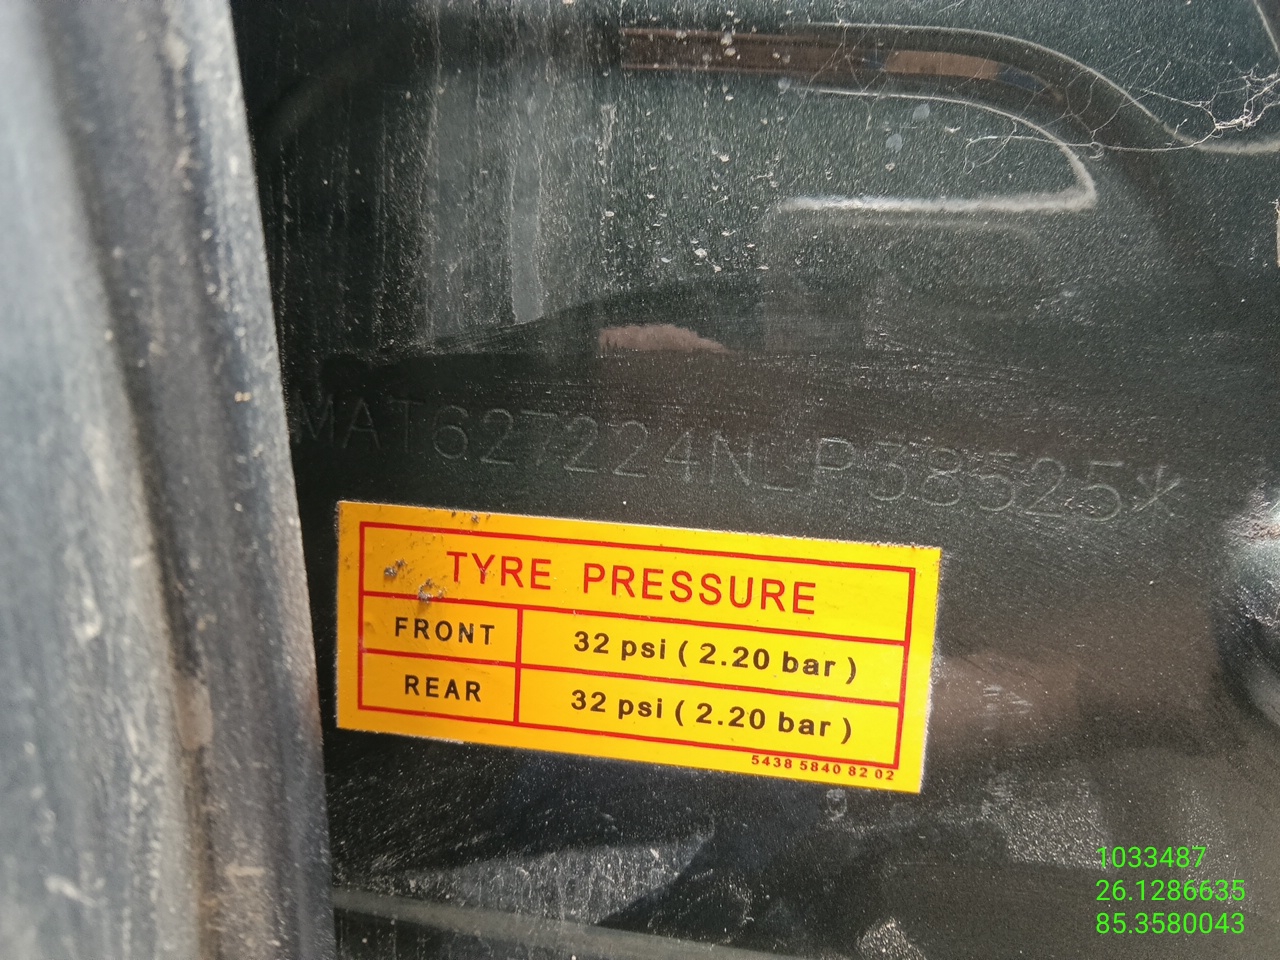 MAT627224N_P38525*
TYRE PRESSURE
FRONT 32 psi ( 2.20 bar )
REAR 32 psi ( 2.20 bar )
5438 5840 82 02
1033487
26.1286635
85.3580043